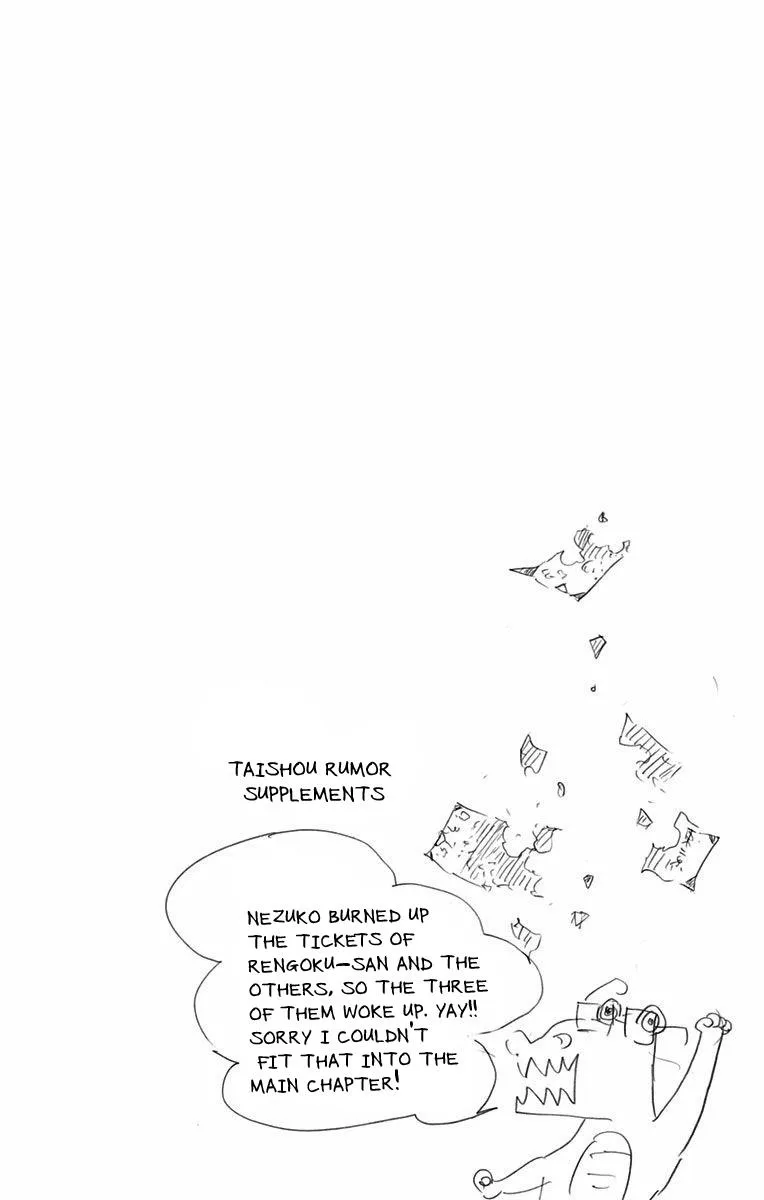 TAISHOU RUMOR
SUPPLEMENTS
NEZUKO BURNED UP
THE TICKETS OF
RENGOKU-SAN AND THE
OTHERS, SO THE THREE
OF THEM WOKE UP. YAY!!
SORRY I COULDN'T
FIT THAT INTO THE
MAIN CHAPTER!